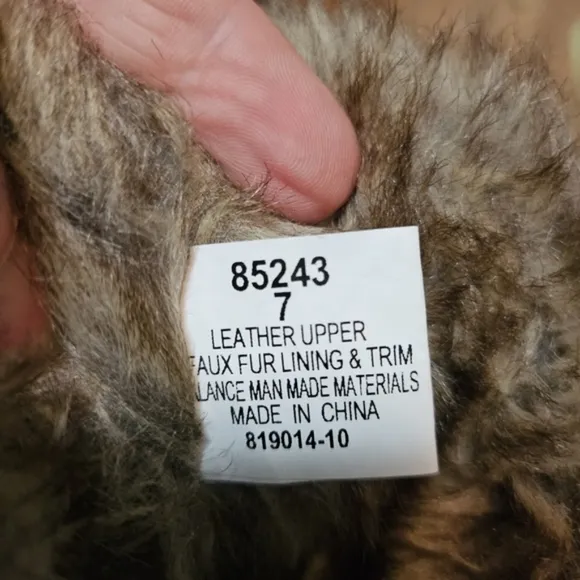 85243
7
LEATHER UPPER
FAUX FUR LINING & TRIM
LANCE MAN MADE MATERIALS
MADE IN CHINA
819014-10